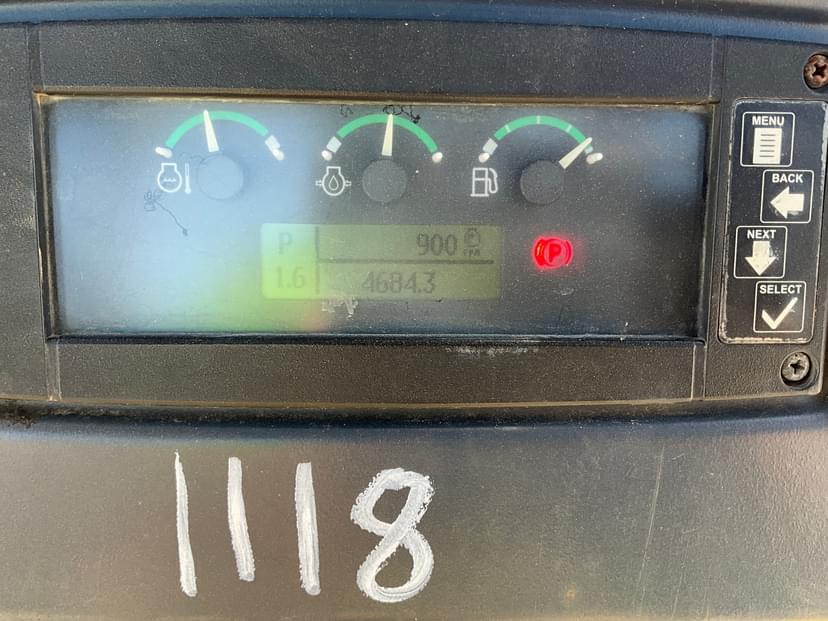 MENU
BACK
NEXT
SELECT
P 900 rpm
1.6 4684.3
P
1118